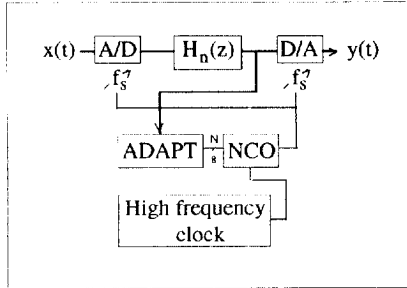 x(t) A/D Hn(z) D/A y(t)
fs fs
ADAPT N 8 NCO
High frequency
clock